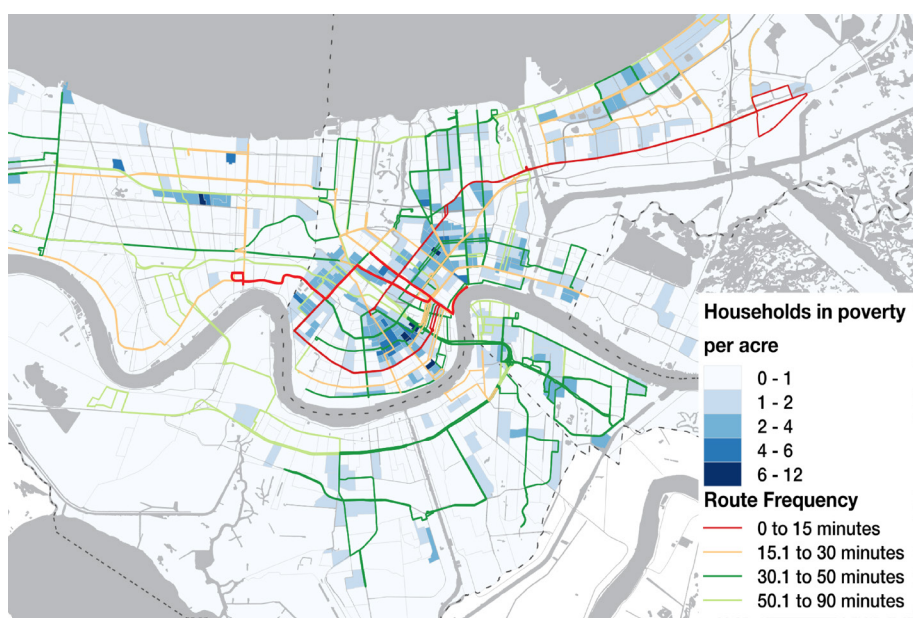 Households in poverty
per acre
0 - 1
1 - 2
2 - 4
4 - 6
6 - 12
Route Frequency
0 to 15 minutes
15.1 to 30 minutes
30.1 to 50 minutes
50.1 to 90 minutes